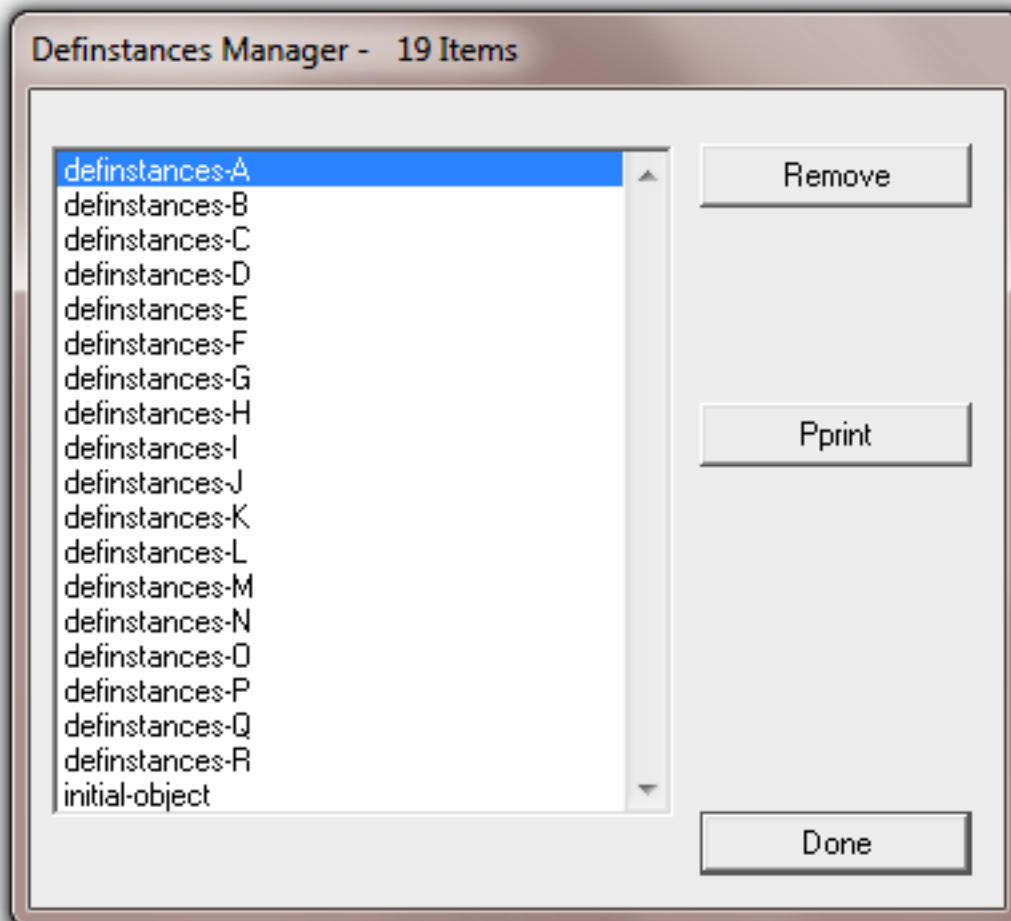 Definstances Manager - 19 Items
definstances-A
definstances-B
definstances-C
definstances-D
definstances-E
definstances-F
definstances-G
definstances-H
definstances-I
definstances-J
definstances-K
definstances-L
definstances-M
definstances-N
definstances-O
definstances-P
definstances-Q
definstances-R
initial-object
Remove
Pprint
Done